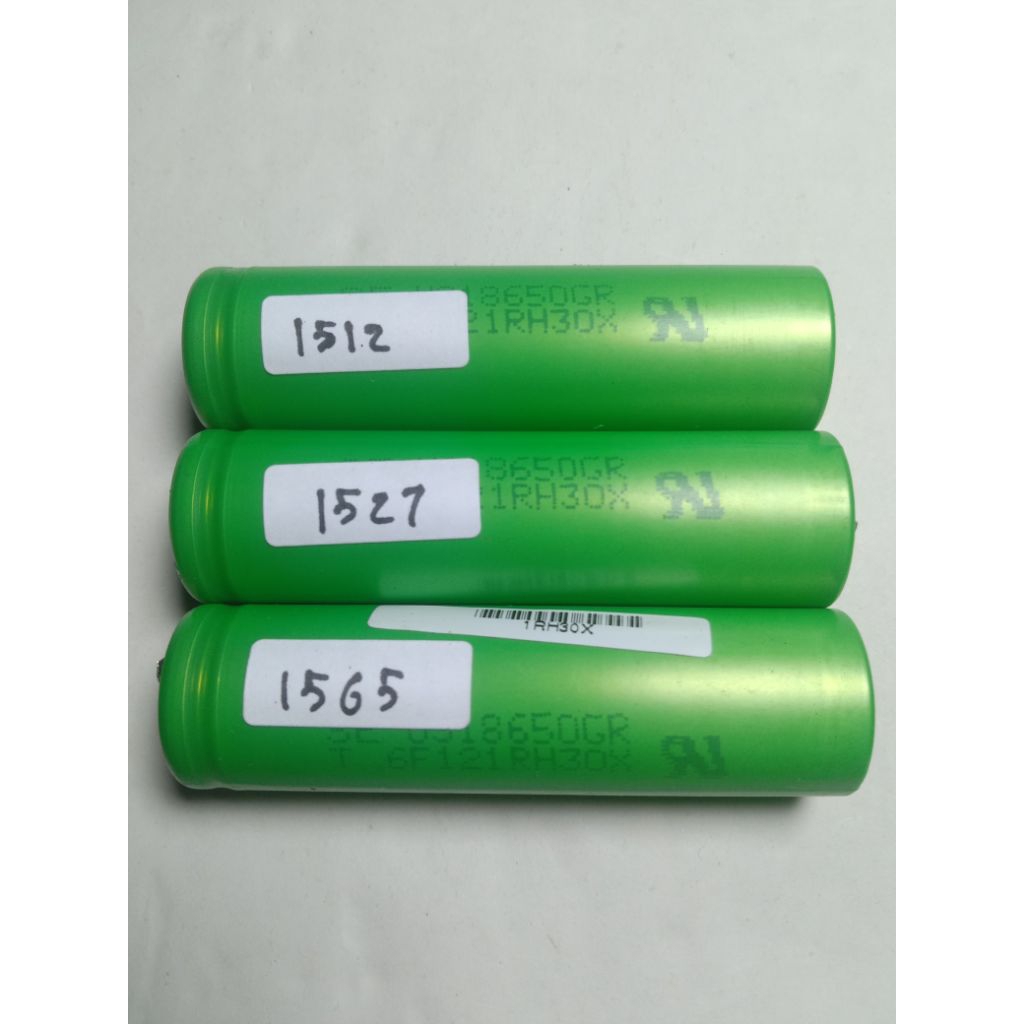 1512
18650GR
21RH30X
1527
8650GR
21RH30X
1RH30X
1565
SE US18650GR
T 6F121RH30X